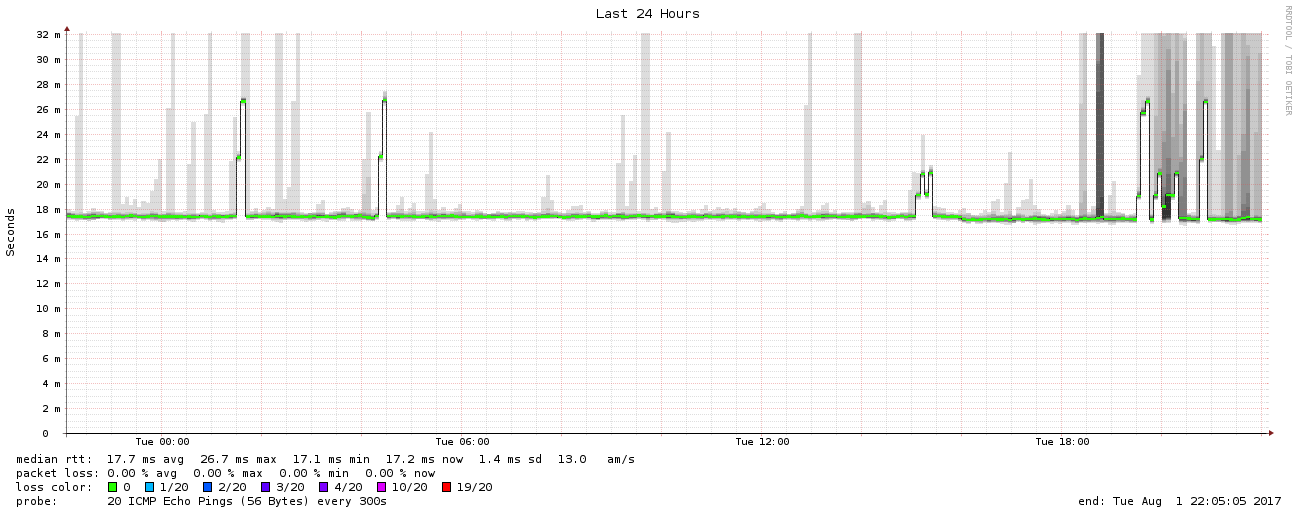 Last 24 Hours
RRDTOOL / TOBI OETIKER
Seconds
32 m
30 m
28 m
26 m
24 m
22 m
20 m
18 m
16 m
14 m
12 m
10 m
8 m
6 m
4 m
2 m
0
Tue 00:00 Tue 06:00 Tue 12:00 Tue 18:00
median rtt: 17.7 ms avg 26.7 ms max 17.1 ms min 17.2 ms now 1.4 ms sd 13.0 am/s
packet loss: 0.00 % avg 0.00 % max 0.00 % min 0.00 % now
loss color: 0 1/20 2/20 3/20 4/20 10/20 19/20
probe: 20 ICMP Echo Pings (56 Bytes) every 300s end: Tue Aug 1 22:05:05 2017